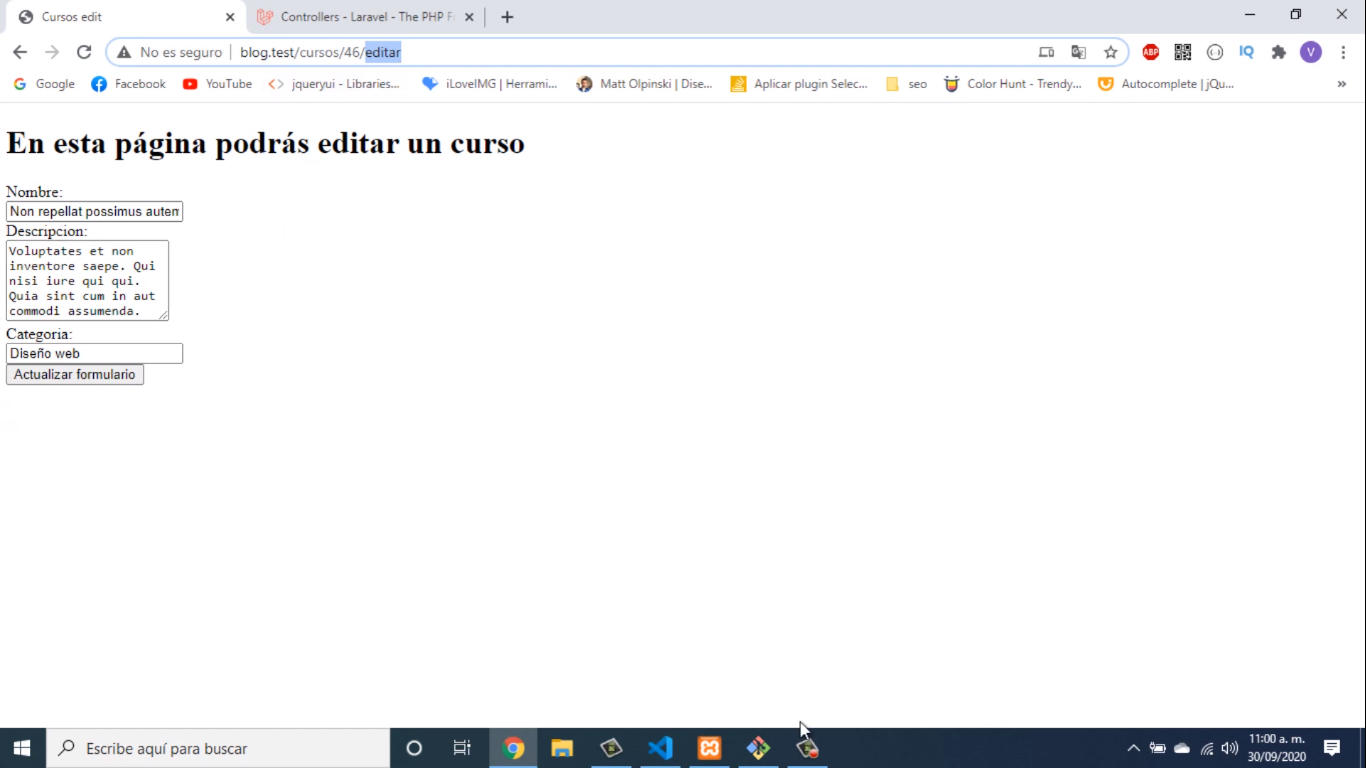 Cursos edit
Controllers - Laravel - The PHP F
No es seguro | blog.test/cursos/46/editar
ABP
IQ
V
Google Facebook YouTube jqueryui - Libraries... iLoveIMG | Herrami... Matt Olpinski | Dise... Aplicar plugin Selec... seo Color Hunt - Trendy... Autocomplete | jQu... »
En esta página podrás editar un curso
Nombre:
Non repellat possimus autem
Descripcion:
Voluptates et non
inventore saepe. Qui
nisi iure qui qui.
Quia sint cum in aut
commodi assumenda.
Categoria:
Diseño web
Actualizar formulario
Escribe aquí para buscar
11:00 a. m.
30/09/2020